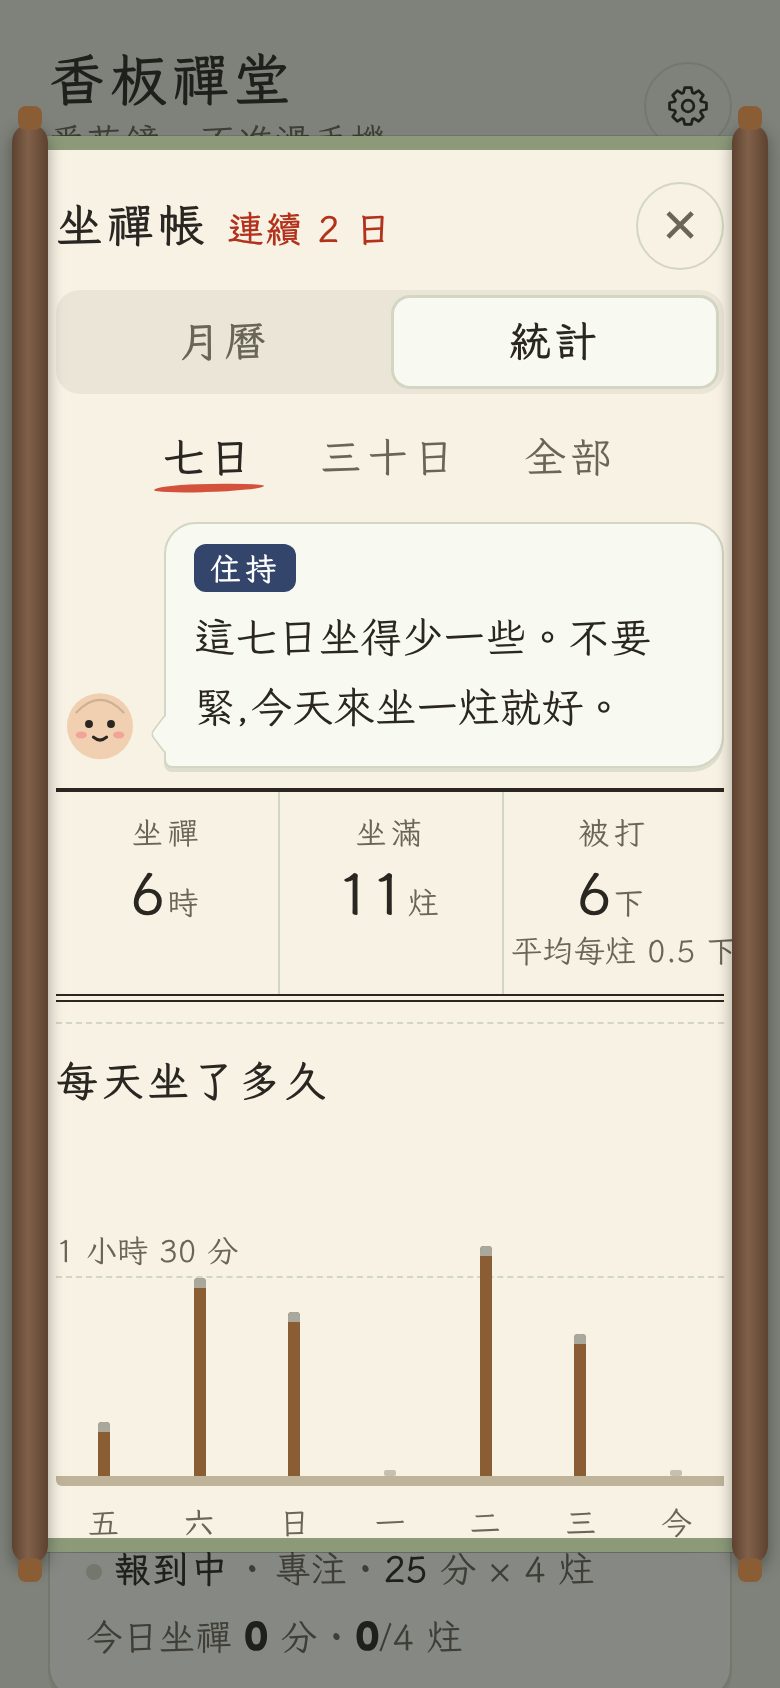 香板禪堂
坐禪帳 連續 2 日
月曆 統計
七日 三十日 全部
住持
這七日坐得少一些。不要
緊,今天來坐一炷就好。
坐禪 坐滿 被打
6時 11炷 6下
平均每炷 0.5 下
每天坐了多久
1 小時 30 分
五 六 日 一 二 三 今
報到中・專注・25 分 × 4 炷
今日坐禪 0 分・0/4 炷